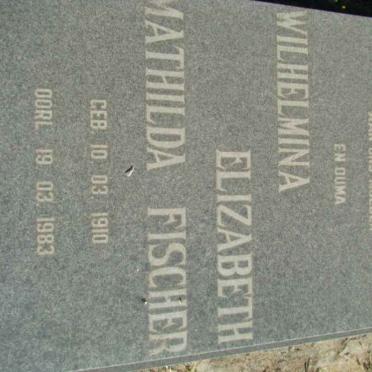 EN OUMA
WILHELMINA
ELIZABETH
MATHILDA FISCHER
GEB. 10. 03. 1910
OORL. 19. 03. 1983